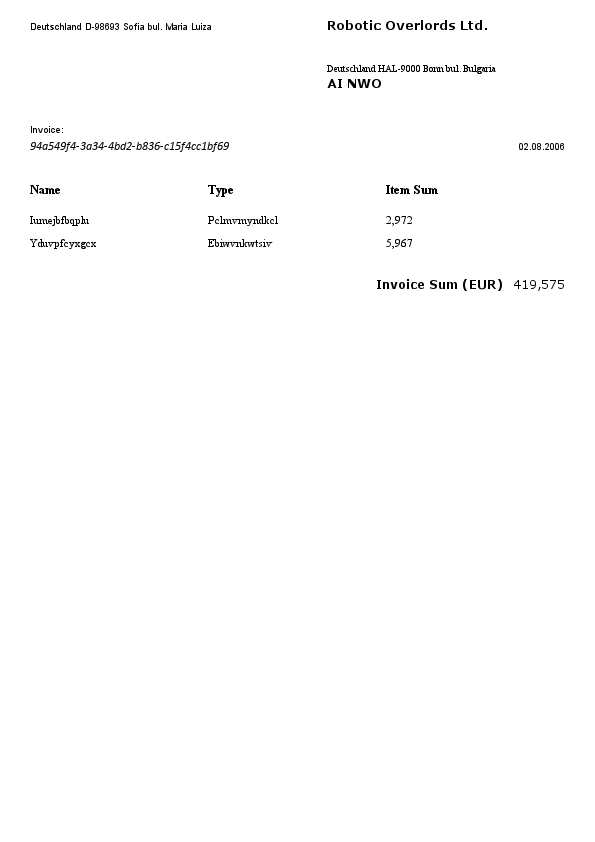 Deutschland D-98693 Sofia bul. Maria Luiza
Robotic Overlords Ltd.
Deutschland HAL-9000 Bonn bul. Bulgaria
AI NWO
Invoice:
94a549f4-3a34-4bd2-b836-c15f4cc1bf69
02.08.2006
Name Type Item Sum
Iumejbfbqplu Pclmvmyndkcl 2,972
Yduvpfcyxgcx Ebiwvnkwtsiv 5,967
Invoice Sum (EUR) 419,575